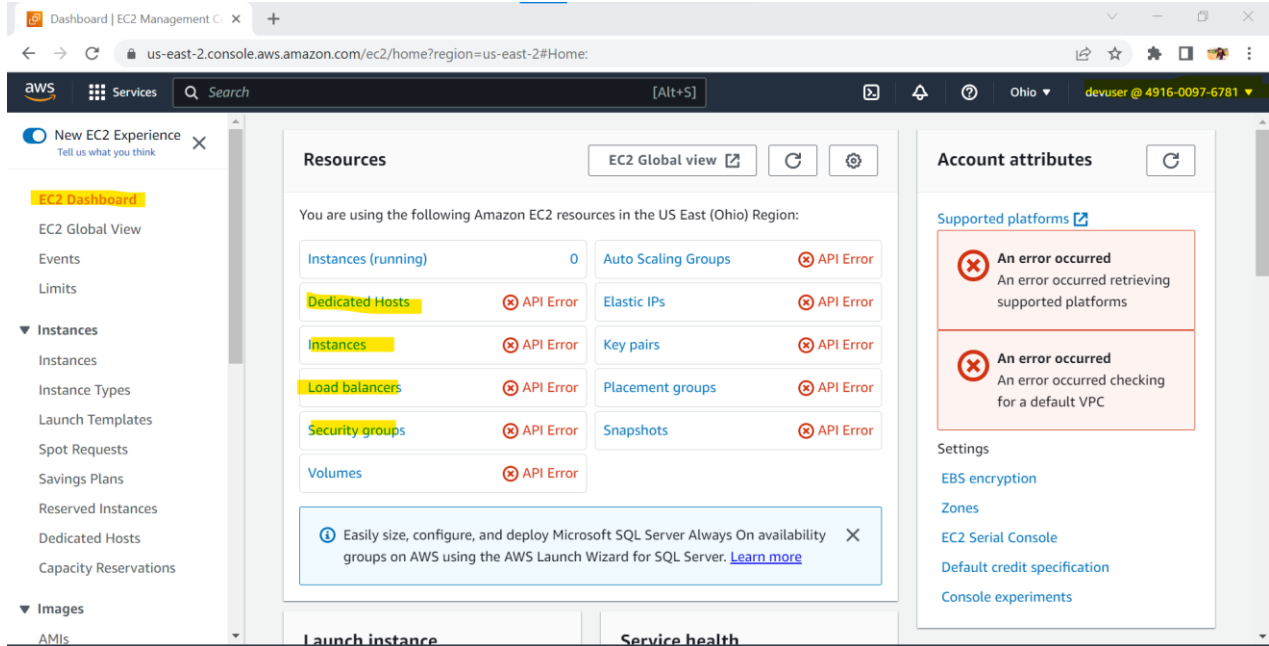 Dashboard | EC2 Management C
us-east-2.console.aws.amazon.com/ec2/home?region=us-east-2#Home:
aws Services Search [Alt+S] Ohio ▼ devuser @ 4916-0097-6781 ▼
New EC2 Experience
Tell us what you think
EC2 Dashboard
EC2 Global View
Events
Limits
▼ Instances
Instances
Instance Types
Launch Templates
Spot Requests
Savings Plans
Reserved Instances
Dedicated Hosts
Capacity Reservations
▼ Images
AMIs
Resources
EC2 Global view
You are using the following Amazon EC2 resources in the US East (Ohio) Region:
Instances (running) 0
Auto Scaling Groups API Error
Dedicated Hosts API Error
Elastic IPs API Error
Instances API Error
Key pairs API Error
Load balancers API Error
Placement groups API Error
Security groups API Error
Snapshots API Error
Volumes API Error
Easily size, configure, and deploy Microsoft SQL Server Always On availability
groups on AWS using the AWS Launch Wizard for SQL Server. Learn more
Launch instance
Service health
Account attributes
Supported platforms
An error occurred
An error occurred retrieving
supported platforms
An error occurred
An error occurred checking
for a default VPC
Settings
EBS encryption
Zones
EC2 Serial Console
Default credit specification
Console experiments